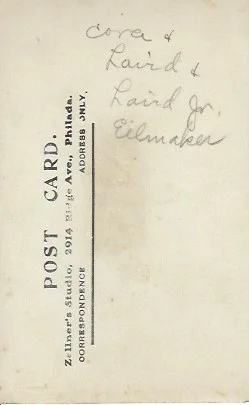 Cora &
Laird &
Laird Jr.
Eilmaker
POST CARD.
Zellner's Studio, 2914 Ridge Ave., Philada.
CORRESPONDENCE ADDRESS ONLY.